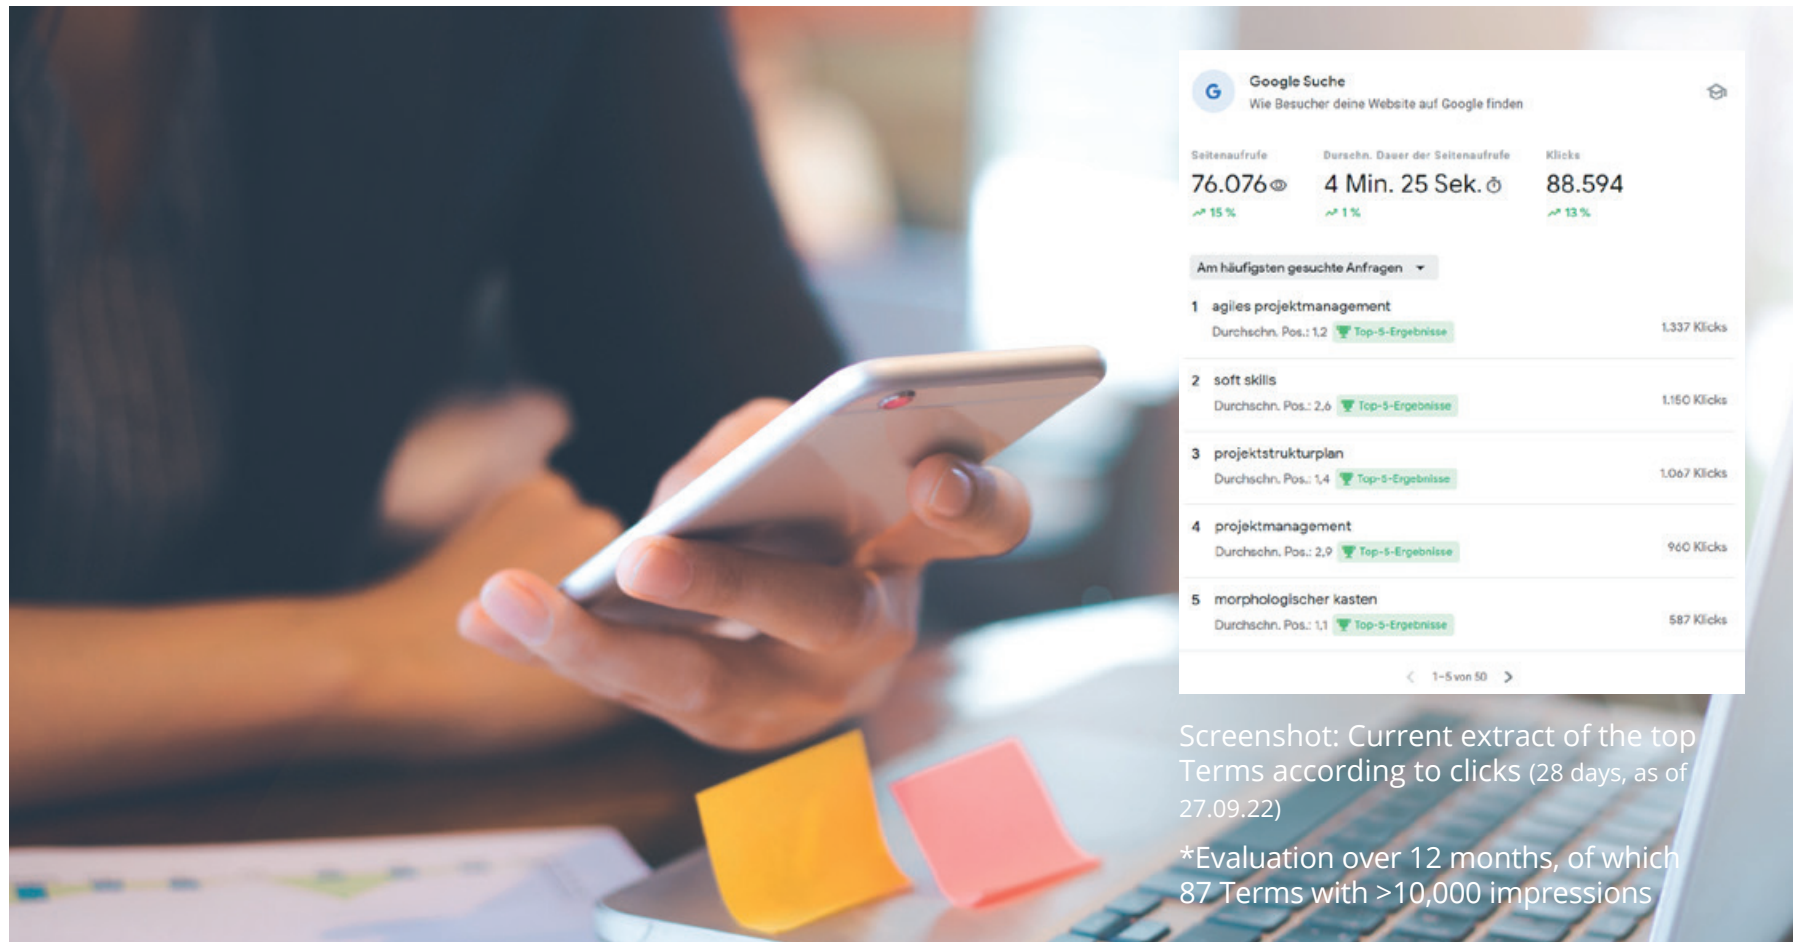 G
Google Suche
Wie Besucher deine Website auf Google finden
Seitenaufrufe Durschn. Dauer der Seitenaufrufe Klicks
76.076 4 Min. 25 Sek. 88.594
15 % 1 % 13 %
Am häufigsten gesuchte Anfragen
1 agiles projektmanagement
Durchschn. Pos.: 1,2 Top-5-Ergebnisse 1.337 Klicks
2 soft skills
Durchschn. Pos.: 2,6 Top-5-Ergebnisse 1.150 Klicks
3 projektstrukturplan
Durchschn. Pos.: 1,4 Top-5-Ergebnisse 1.067 Klicks
4 projektmanagement
Durchschn. Pos.: 2,9 Top-5-Ergebnisse 960 Klicks
5 morphologischer kasten
Durchschn. Pos.: 1,1 Top-5-Ergebnisse 587 Klicks
1-5 von 50
Screenshot: Current extract of the top
Terms according to clicks (28 days, as of
27.09.22)
*Evaluation over 12 months, of which
87 Terms with >10,000 impressions